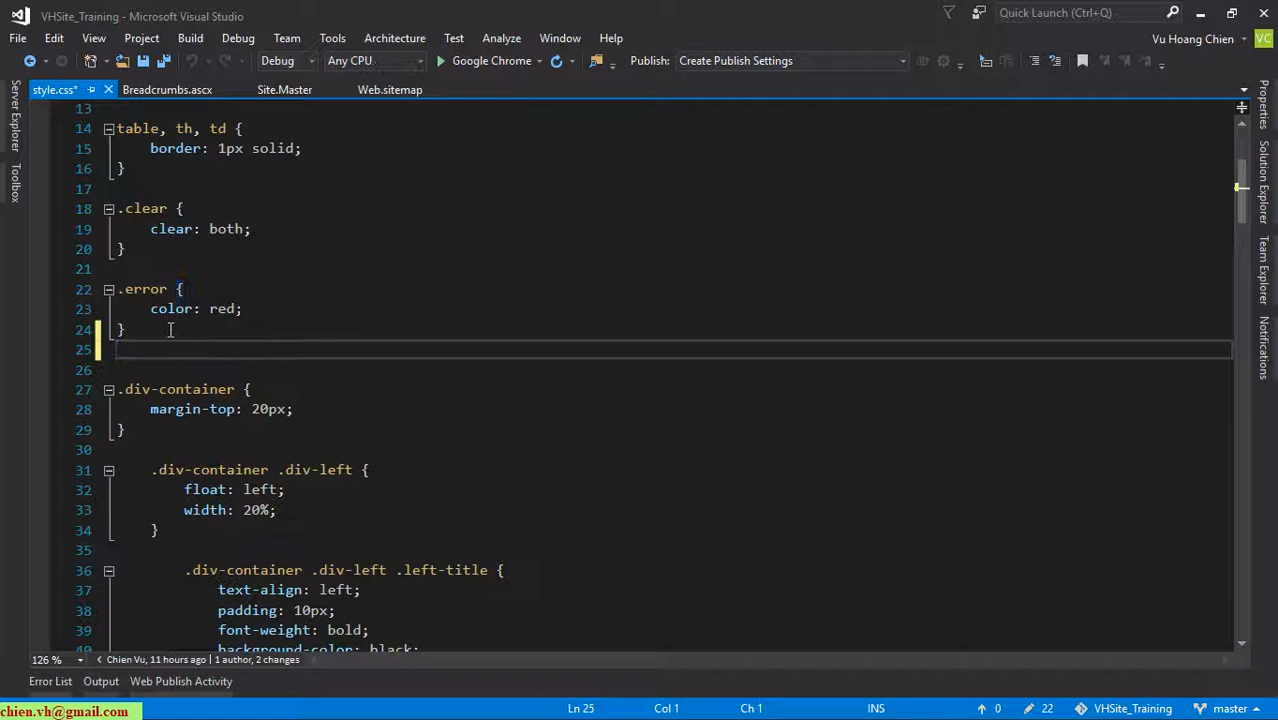 VHSite_Training - Microsoft Visual Studio
Quick Launch (Ctrl+Q)
File Edit View Project Build Debug Team Tools Architecture Test Analyze Window Help
Vu Hoang Chien VC
Debug Any CPU Google Chrome Publish: Create Publish Settings
style.css* Breadcrumbs.ascx Site.Master Web.sitemap
Server Explorer
Toolbox
Properties
Solution Explorer
Team Explorer
Notifications
13
14 table, th, td {
15 border: 1px solid;
16 }
17
18 .clear {
19 clear: both;
20 }
21
22 .error {
23 color: red;
24 }
25
26
27 .div-container {
28 margin-top: 20px;
29 }
30
31 .div-container .div-left {
32 float: left;
33 width: 20%;
34 }
35
36 .div-container .div-left .left-title {
37 text-align: left;
38 padding: 10px;
39 font-weight: bold;
40 background-color: black;
126 % Chien Vu, 11 hours ago | 1 author, 2 changes
Error List Output Web Publish Activity
chien.vh@gmail.com Ln 25 Col 1 Ch 1 INS 0 22 VHSite_Training master